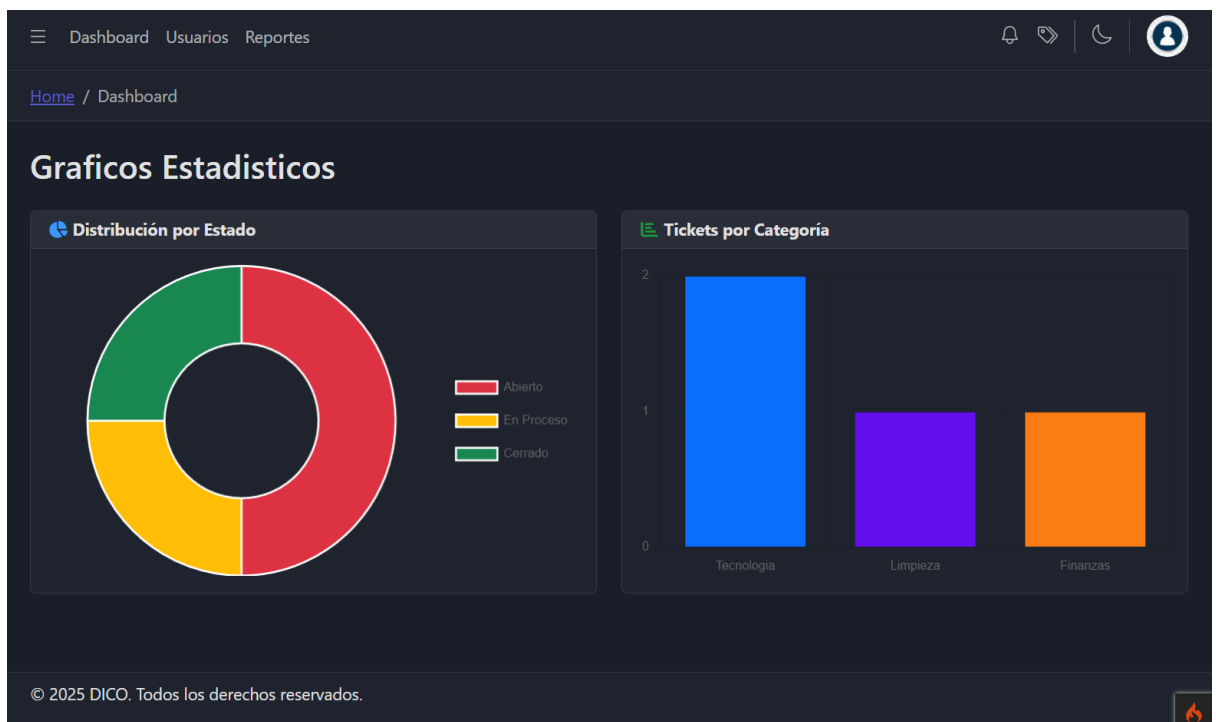 Dashboard Usuarios Reportes
Home / Dashboard
Graficos Estadisticos
Distribución por Estado
Abierto
En Proceso
Cerrado
Tickets por Categoría
2
1
0
Tecnologia Limpieza Finanzas
© 2025 DICO. Todos los derechos reservados.